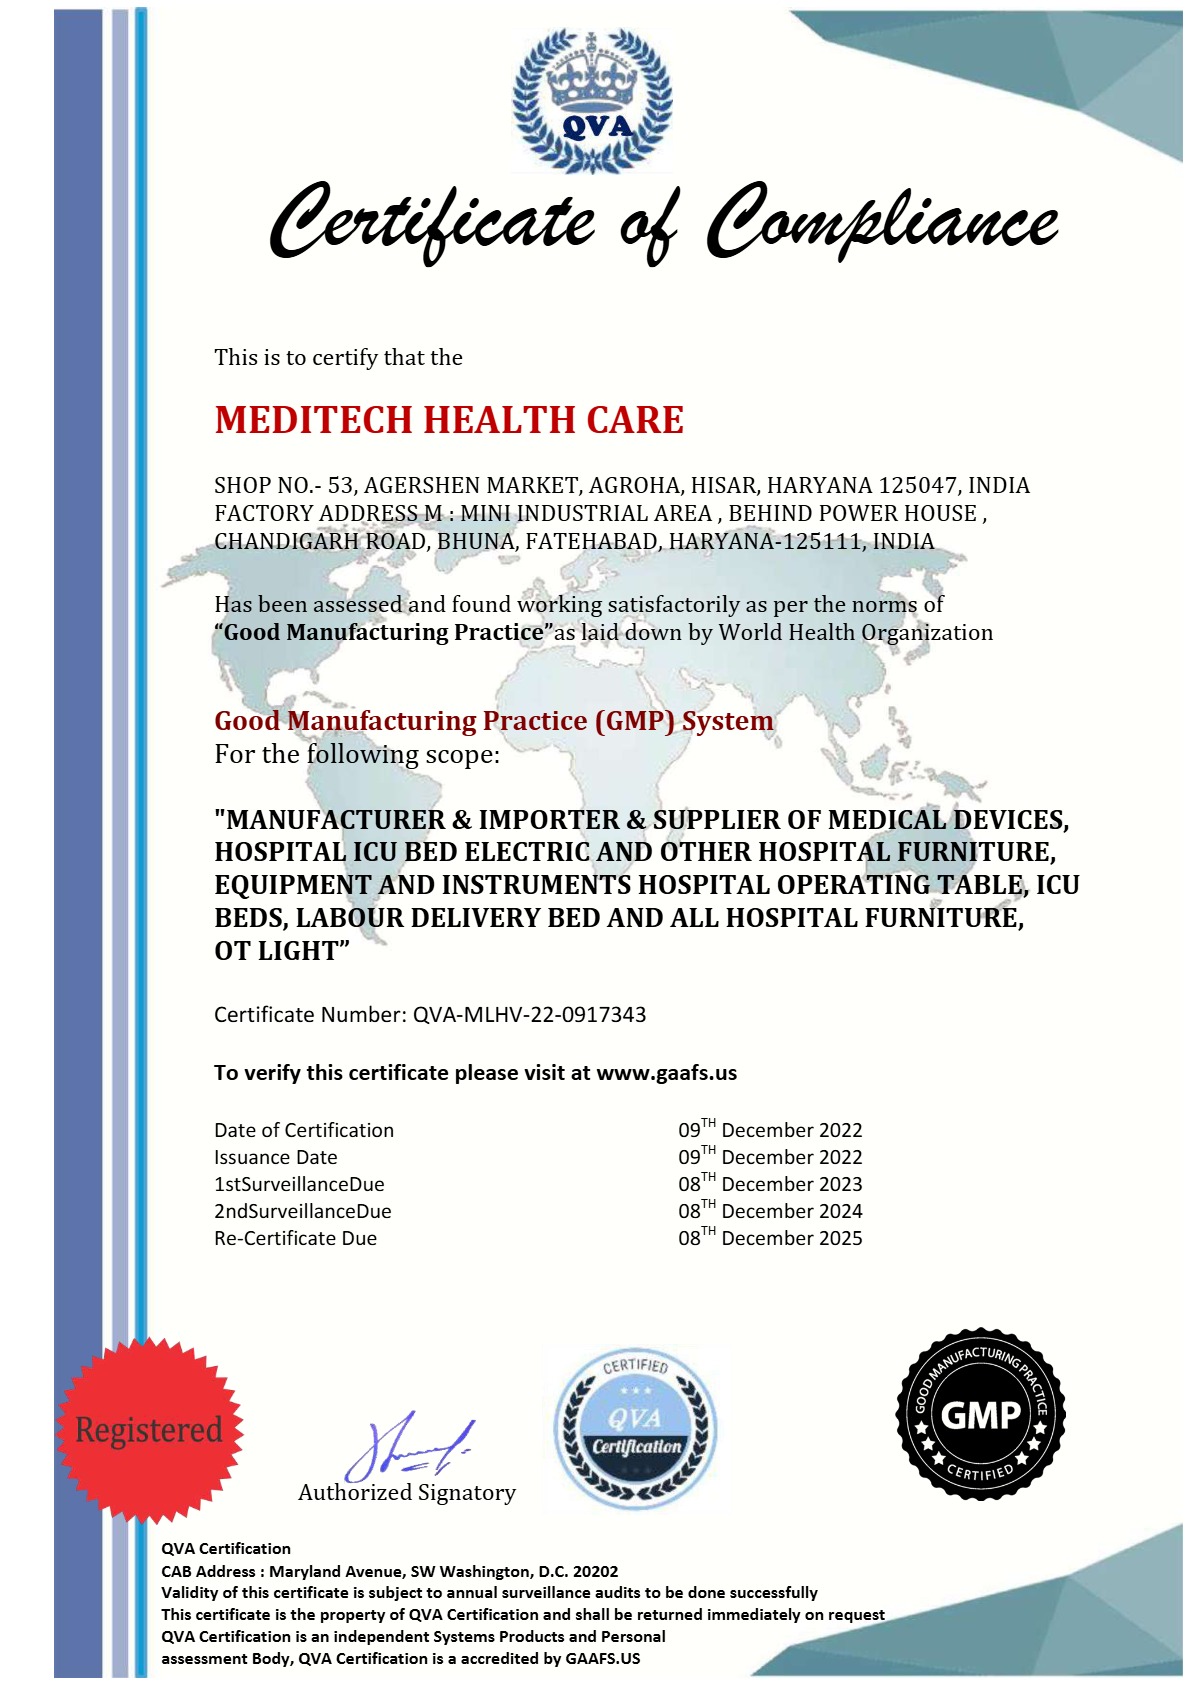 QVA
Certificate of Compliance
This is to certify that the
MEDITECH HEALTH CARE
SHOP NO.- 53, AGERSHEN MARKET, AGROHA, HISAR, HARYANA 125047, INDIA
FACTORY ADDRESS M : MINI INDUSTRIAL AREA , BEHIND POWER HOUSE ,
CHANDIGARH ROAD, BHUNA, FATEHABAD, HARYANA-125111, INDIA
Has been assessed and found working satisfactorily as per the norms of
“Good Manufacturing Practice”as laid down by World Health Organization
Good Manufacturing Practice (GMP) System
For the following scope:
"MANUFACTURER & IMPORTER & SUPPLIER OF MEDICAL DEVICES,
HOSPITAL ICU BED ELECTRIC AND OTHER HOSPITAL FURNITURE,
EQUIPMENT AND INSTRUMENTS HOSPITAL OPERATING TABLE, ICU
BEDS, LABOUR DELIVERY BED AND ALL HOSPITAL FURNITURE,
OT LIGHT”
Certificate Number: QVA-MLHV-22-0917343
To verify this certificate please visit at www.gaafs.us
Date of Certification 09TH December 2022
Issuance Date 09TH December 2022
1stSurveillanceDue 08TH December 2023
2ndSurveillanceDue 08TH December 2024
Re-Certificate Due 08TH December 2025
Registered
Authorized Signatory
CERTIFIED
QVA
Certification
GOOD MANUFACTURING PRACTICE
GMP
CERTIFIED
QVA Certification
CAB Address : Maryland Avenue, SW Washington, D.C. 20202
Validity of this certificate is subject to annual surveillance audits to be done successfully
This certificate is the property of QVA Certification and shall be returned immediately on request
QVA Certification is an independent Systems Products and Personal
assessment Body, QVA Certification is a accredited by GAAFS.US